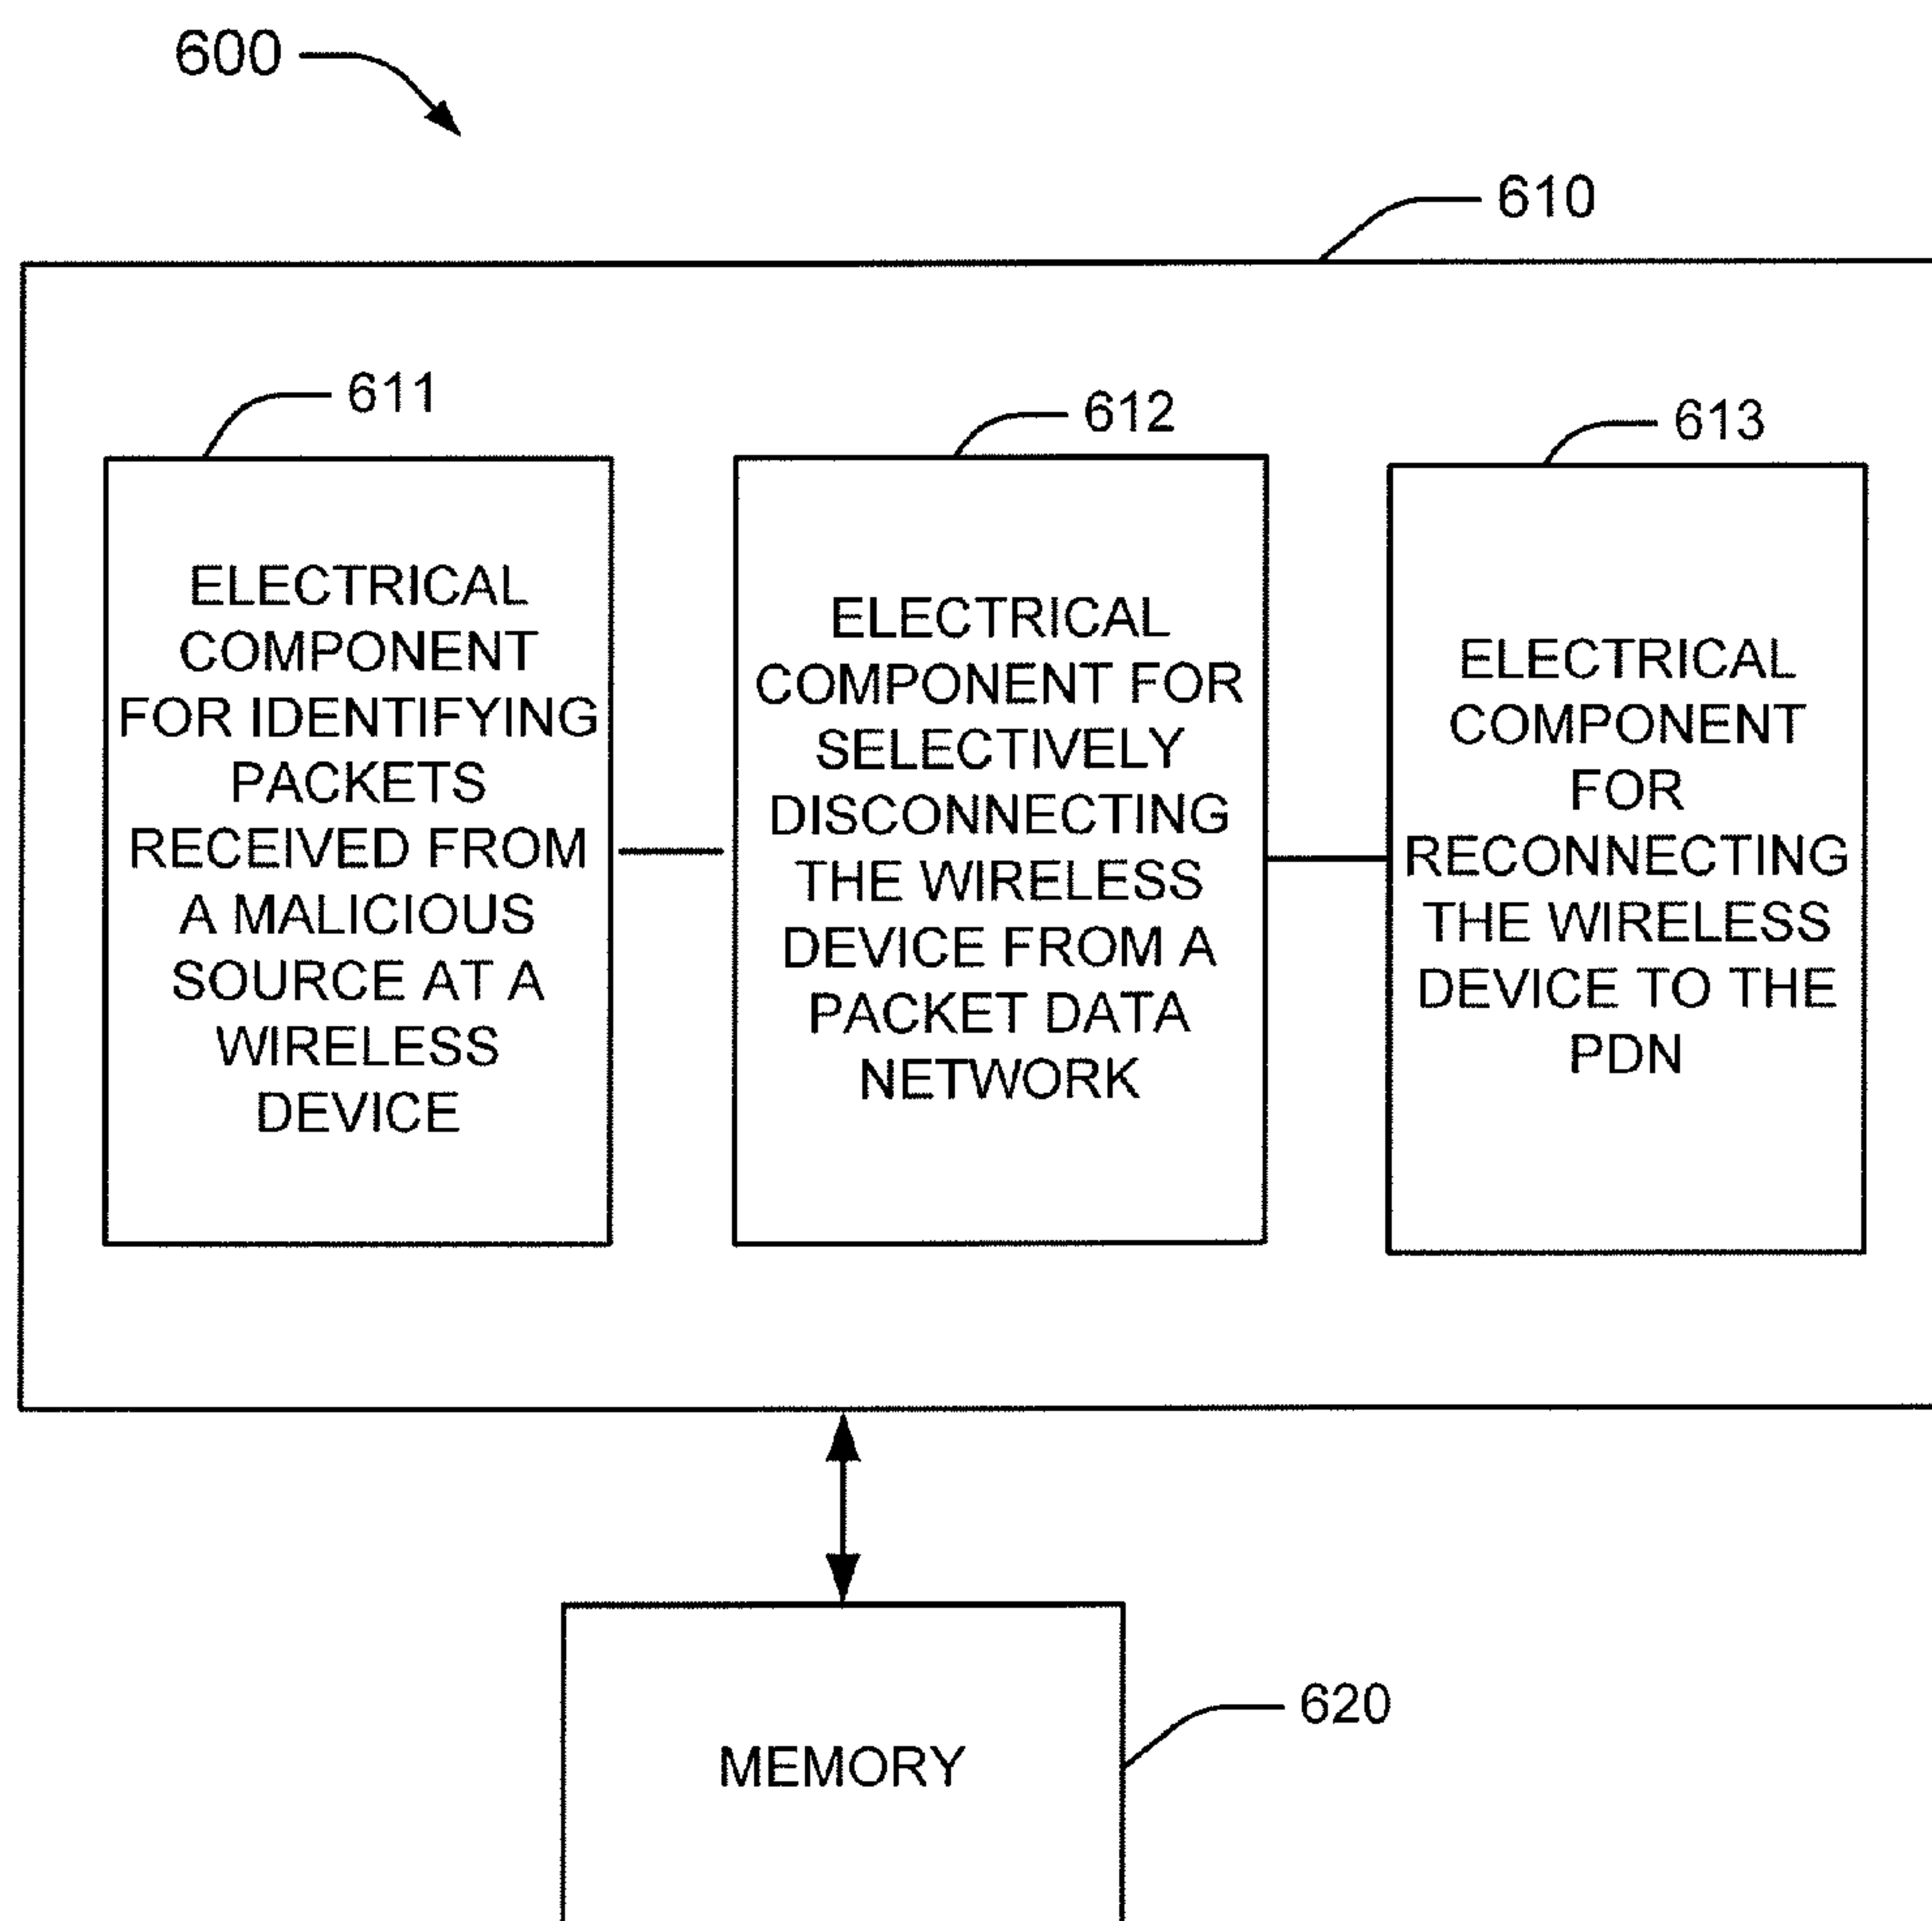 600
610
611
612
613
ELECTRICAL
COMPONENT
FOR IDENTIFYING
PACKETS
RECEIVED FROM
A MALICIOUS
SOURCE AT A
WIRELESS
DEVICE
ELECTRICAL
COMPONENT FOR
SELECTIVELY
DISCONNECTING
THE WIRELESS
DEVICE FROM A
PACKET DATA
NETWORK
ELECTRICAL
COMPONENT
FOR
RECONNECTING
THE WIRELESS
DEVICE TO THE
PDN
620
MEMORY